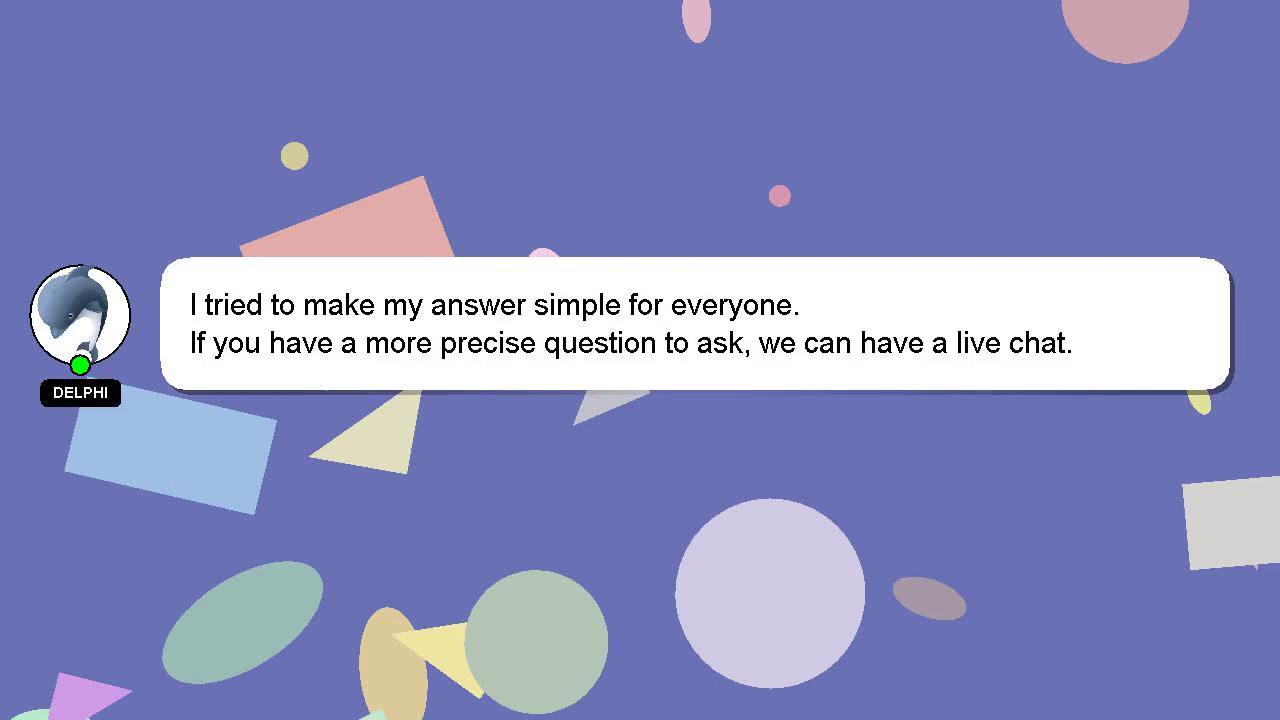 I tried to make my answer simple for everyone.
If you have a more precise question to ask, we can have a live chat.
DELPHI